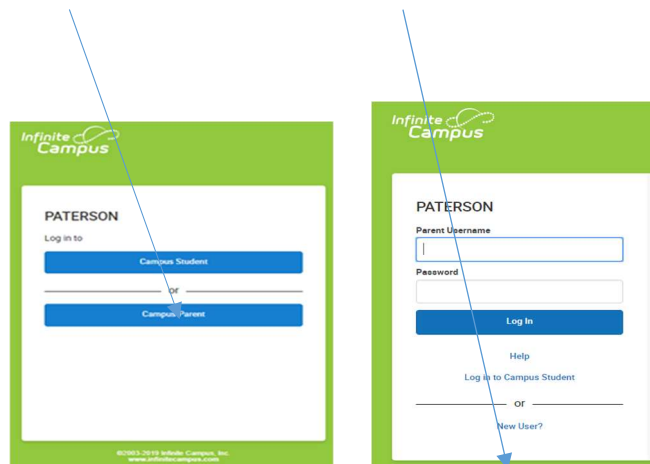 Infinite
Campus
PATERSON
Log in to
Campus Student
or
Campus Parent
©2003-2019 Infinite Campus, Inc.
www.infinitecampus.com
Infinite
Campus
PATERSON
Parent Username
Password
Log In
Help
Log in to Campus Student
or
New User?